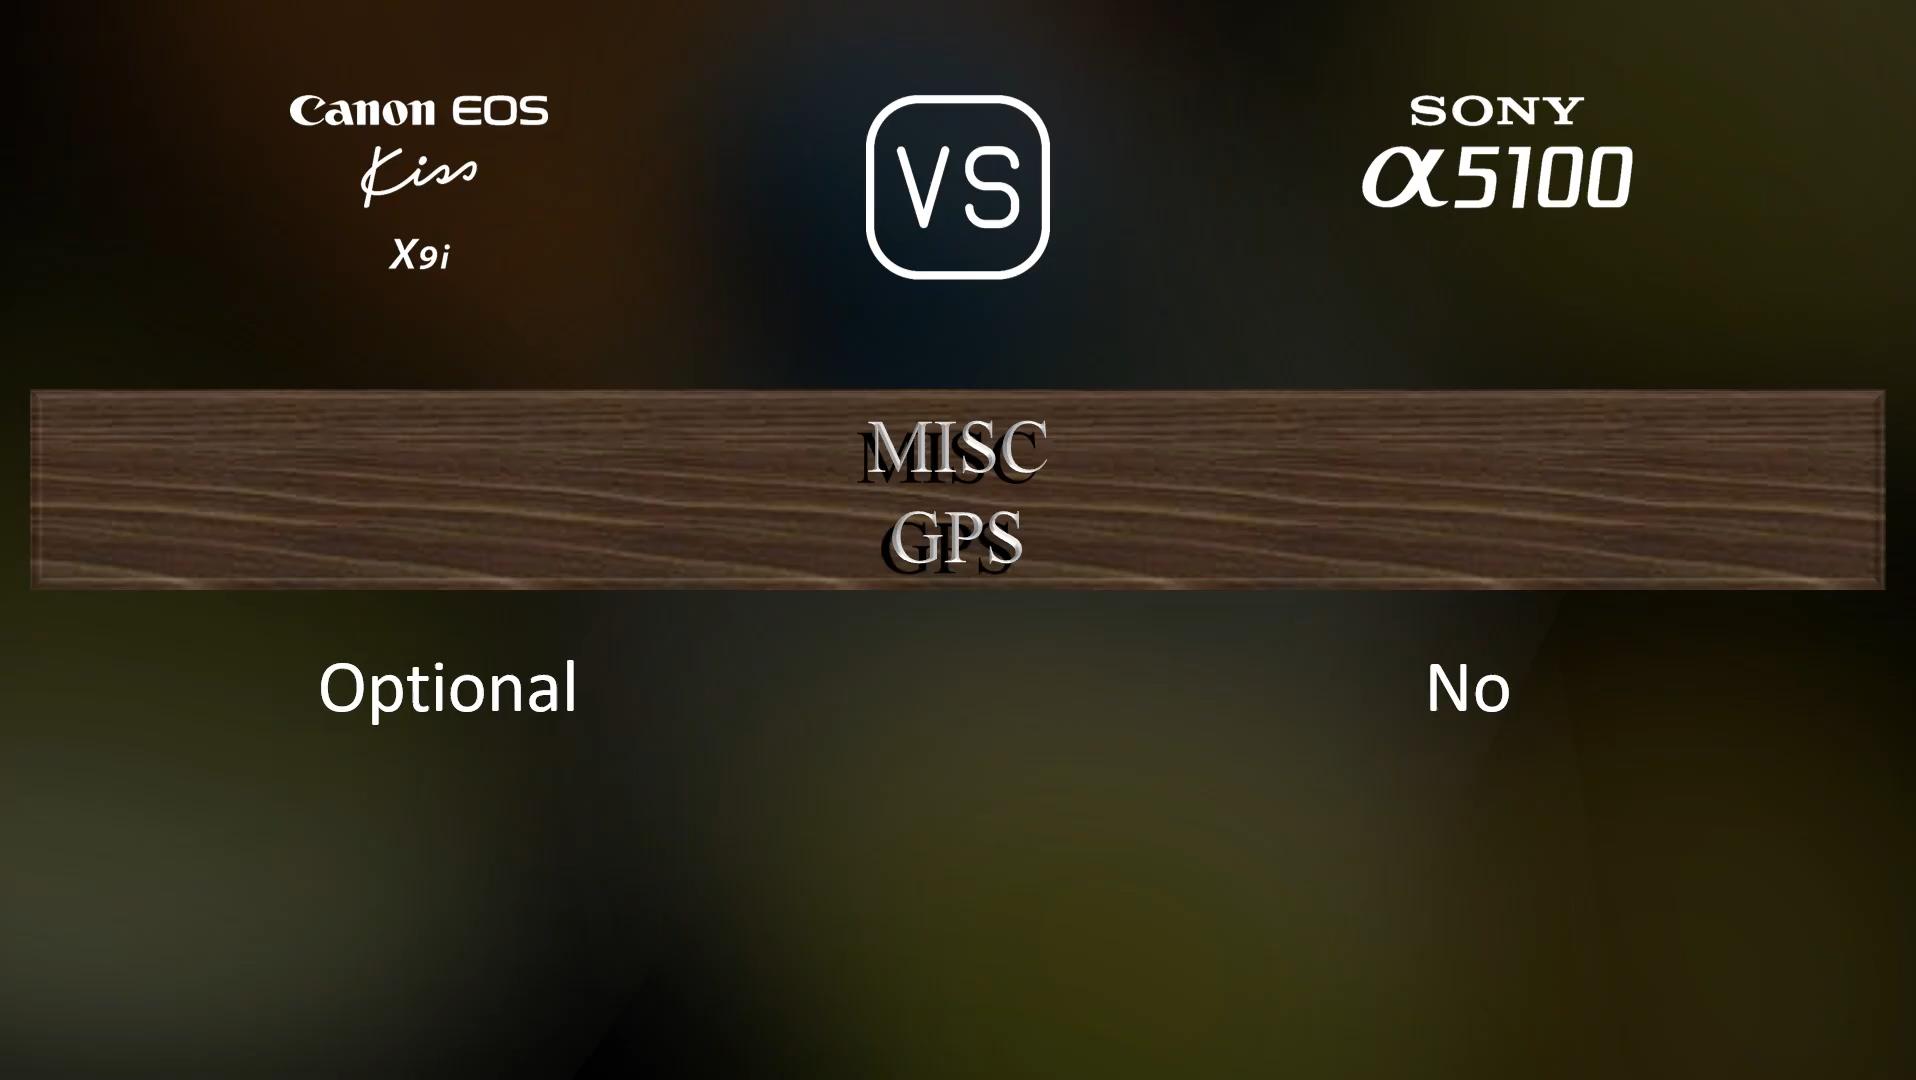 Canon EOS
Kiss
X9i
VS
SONY
α5100
MISC
GPS
Optional
No